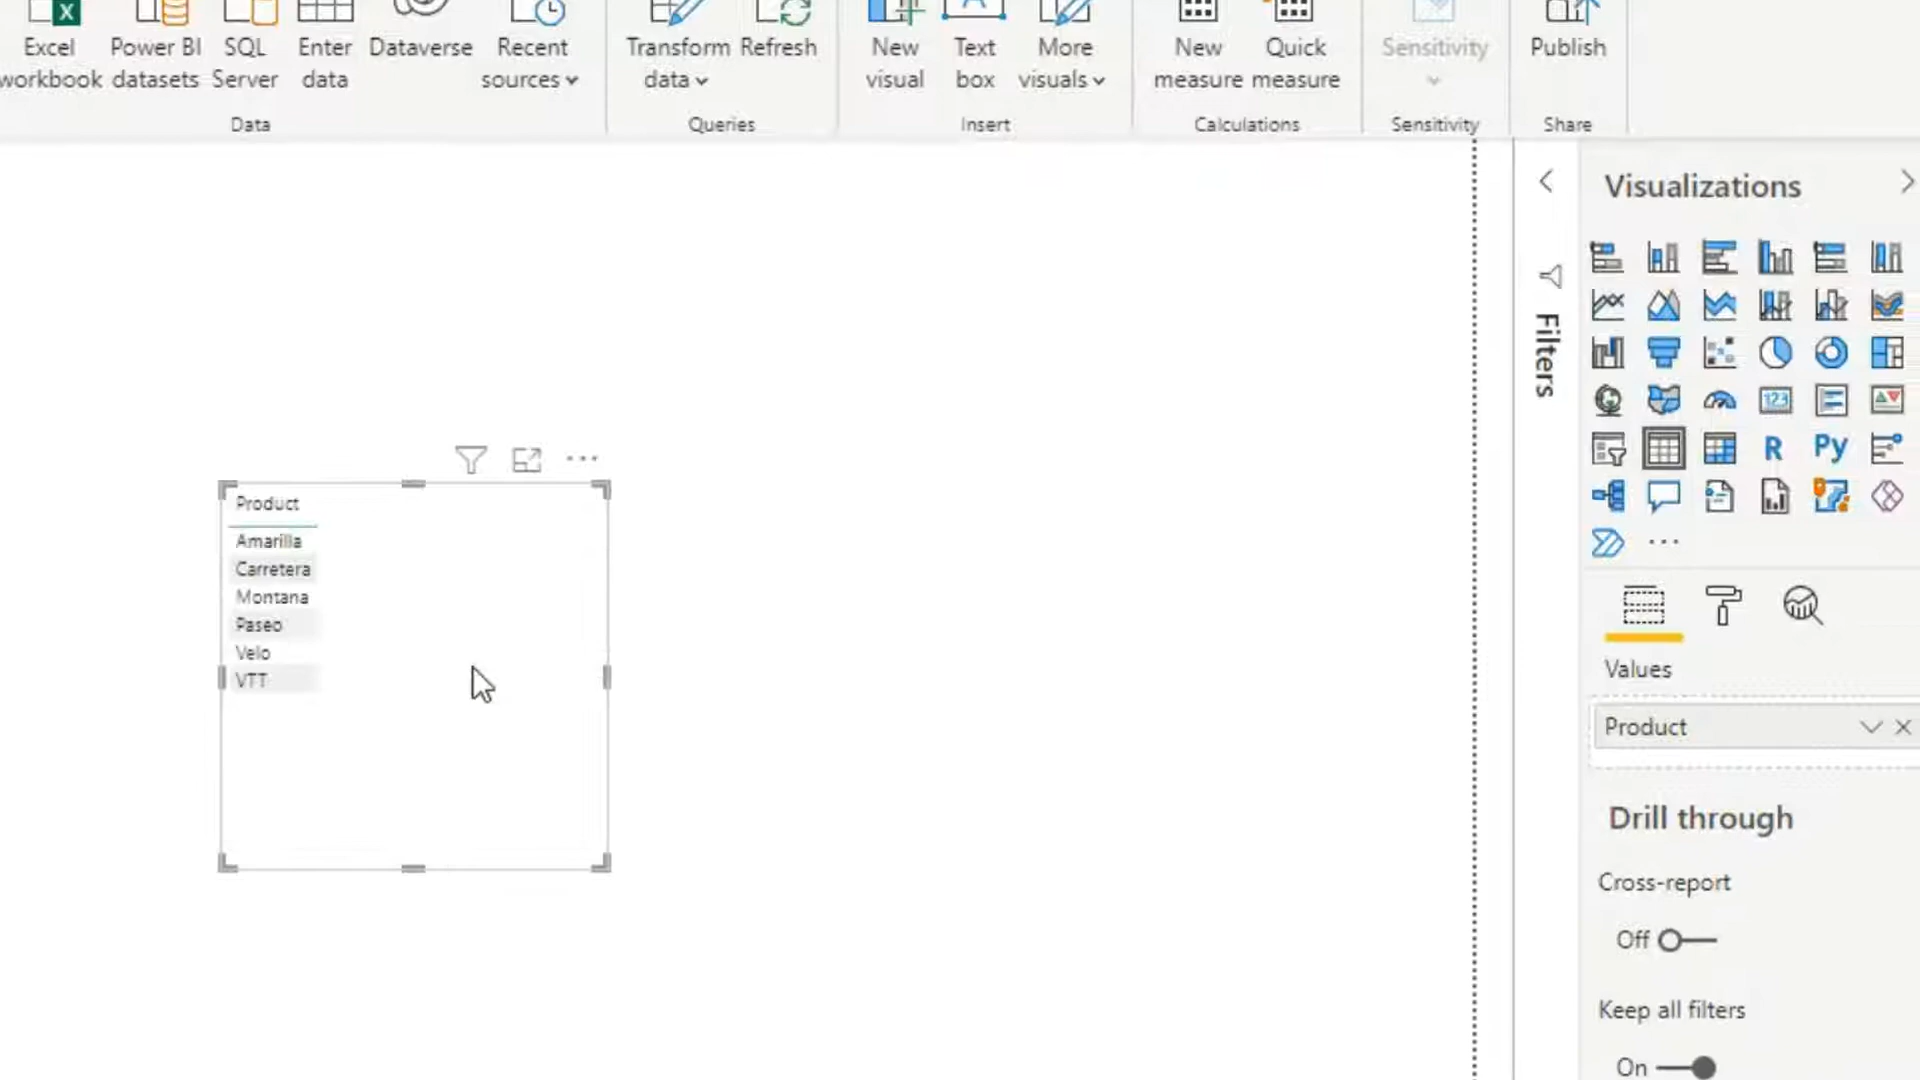 Excel workbook
Power BI datasets
SQL Server
Enter data
Dataverse
Recent sources
Transform data
Refresh
New visual
Text box
More visuals
New measure
Quick measure
Sensitivity
Publish
Data
Queries
Insert
Calculations
Sensitivity
Share
Visualizations
Filters
123
R
Py
Product
Amarilla
Carretera
Montana
Paseo
Velo
VTT
Values
Product
Drill through
Cross-report
Off
Keep all filters
On